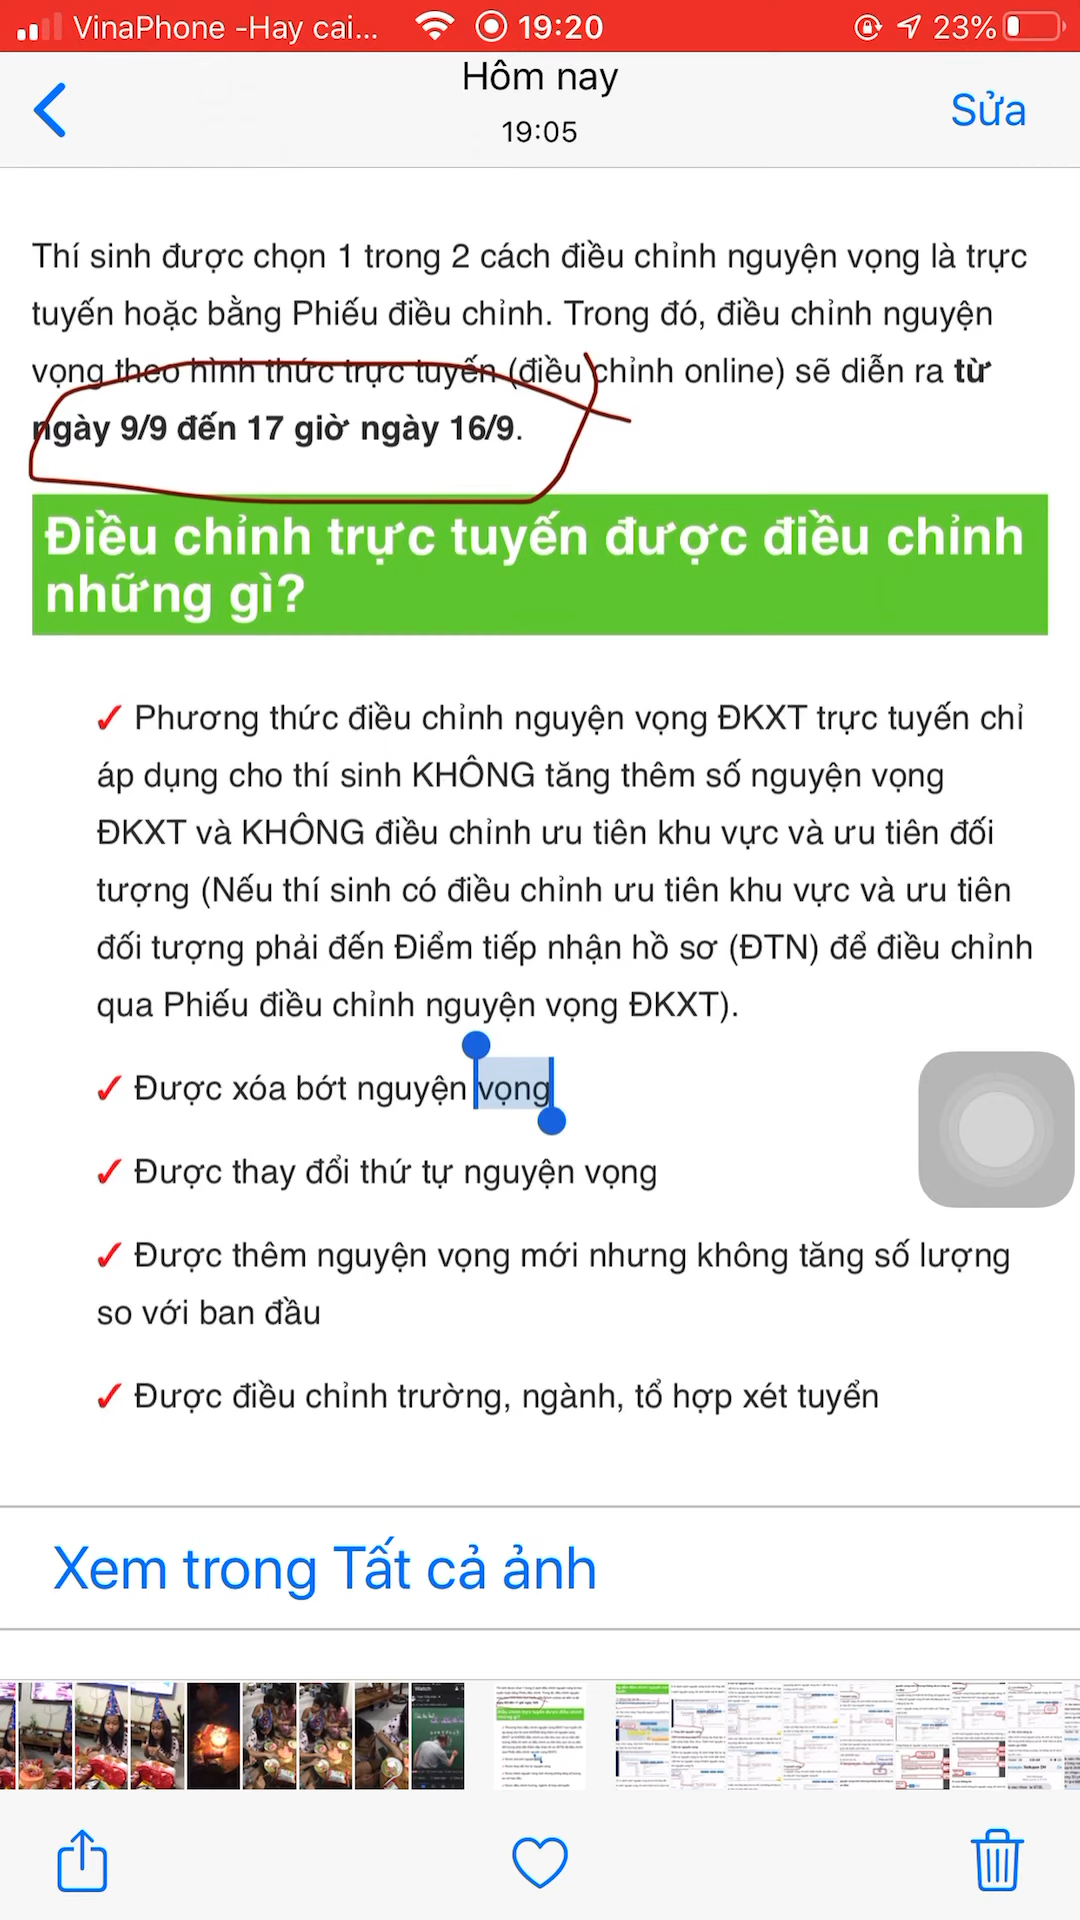 VinaPhone -Hay cai... 19:20 23%
Hôm nay
19:05
Sửa
Thí sinh được chọn 1 trong 2 cách điều chỉnh nguyện vọng là trực
tuyến hoặc bằng Phiếu điều chỉnh. Trong đó, điều chỉnh nguyện
vọng theo hình thức trực tuyến (điều chỉnh online) sẽ diễn ra từ
ngày 9/9 đến 17 giờ ngày 16/9.
Điều chỉnh trực tuyến được điều chỉnh
những gì?
✓ Phương thức điều chỉnh nguyện vọng ĐKXT trực tuyến chỉ
áp dụng cho thí sinh KHÔNG tăng thêm số nguyện vọng
ĐKXT và KHÔNG điều chỉnh ưu tiên khu vực và ưu tiên đối
tượng (Nếu thí sinh có điều chỉnh ưu tiên khu vực và ưu tiên
đối tượng phải đến Điểm tiếp nhận hồ sơ (ĐTN) để điều chỉnh
qua Phiếu điều chỉnh nguyện vọng ĐKXT).
✓ Được xóa bớt nguyện vọng
✓ Được thay đổi thứ tự nguyện vọng
✓ Được thêm nguyện vọng mới nhưng không tăng số lượng
so với ban đầu
✓ Được điều chỉnh trường, ngành, tổ hợp xét tuyển
Xem trong Tất cả ảnh